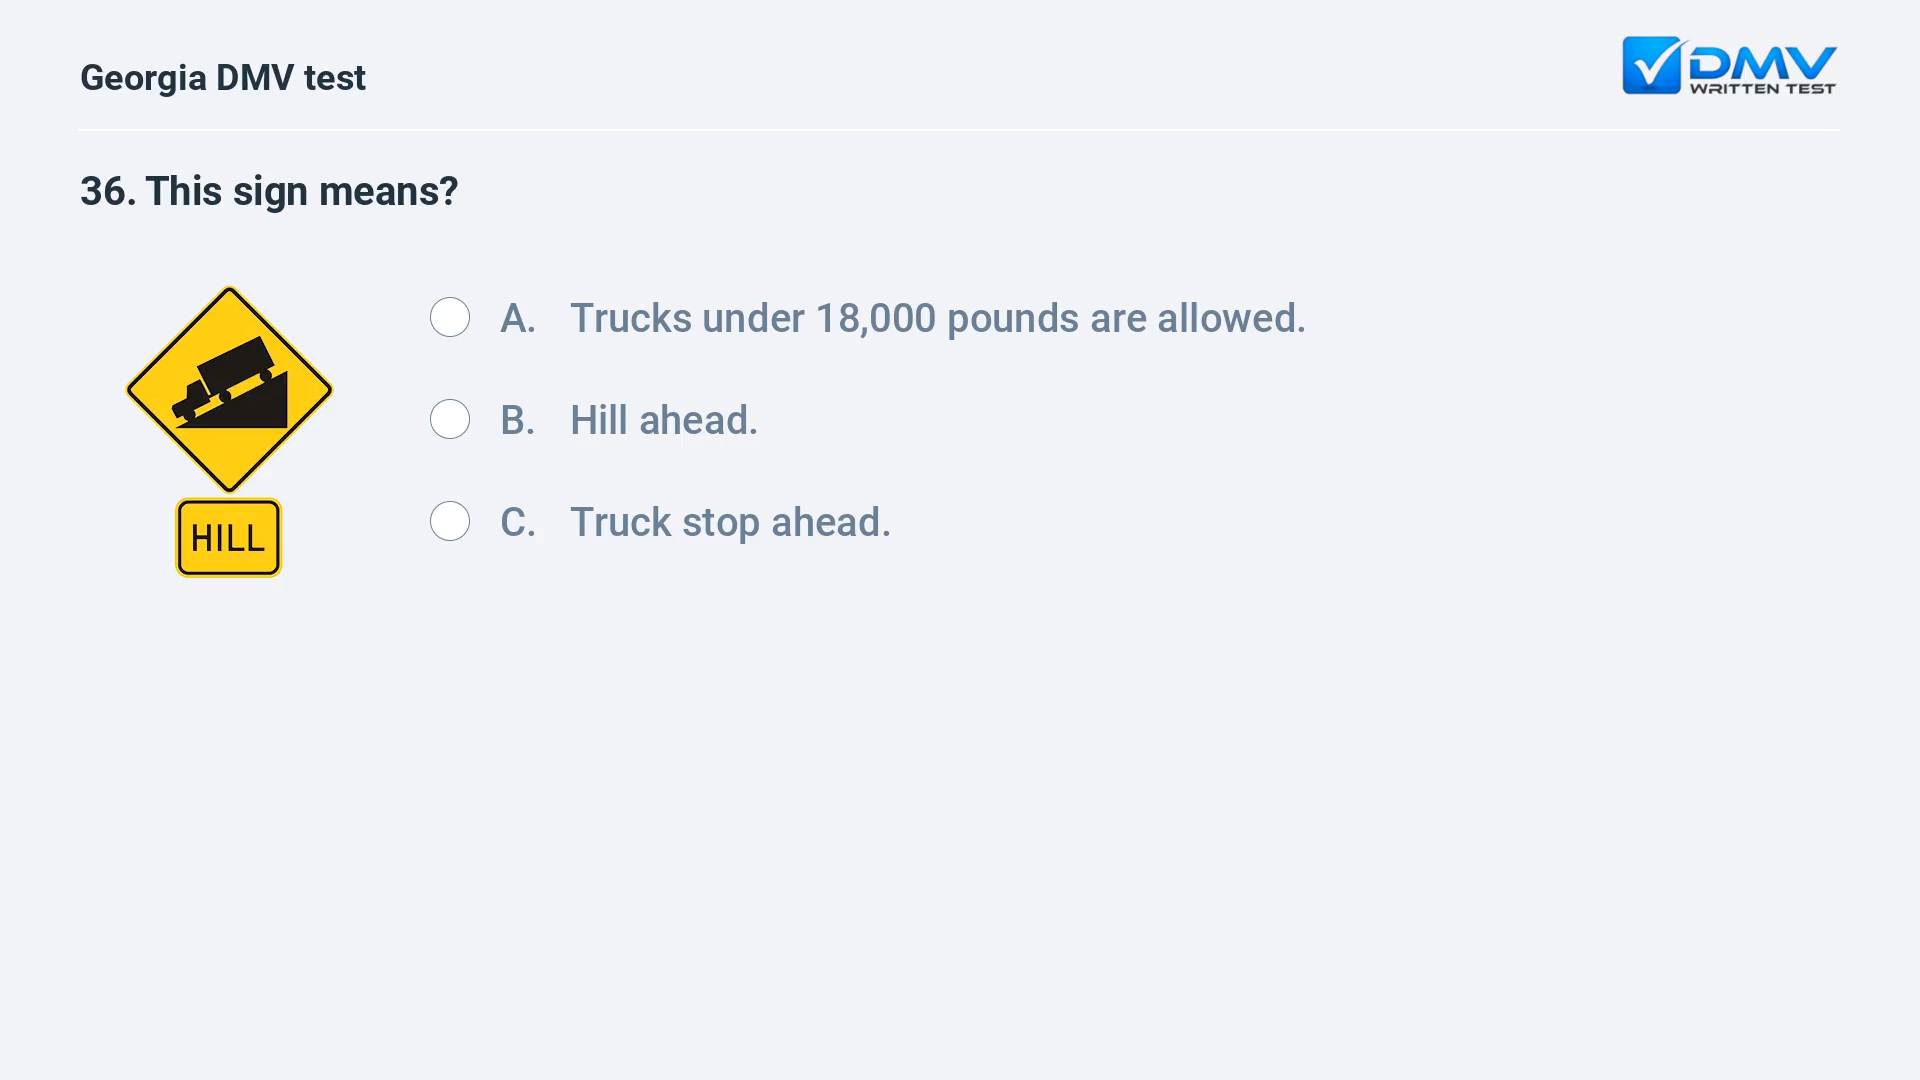 Georgia DMV test
DMV
WRITTEN TEST
36. This sign means?
A. Trucks under 18,000 pounds are allowed.
B. Hill ahead.
C. Truck stop ahead.
HILL